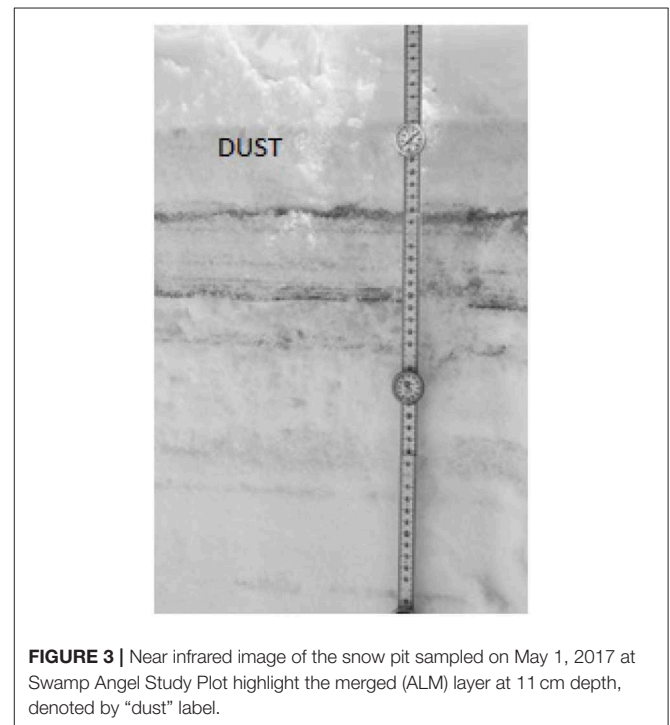 DUST
FIGURE 3 | Near infrared image of the snow pit sampled on May 1, 2017 at
Swamp Angel Study Plot highlight the merged (ALM) layer at 11 cm depth,
denoted by “dust” label.